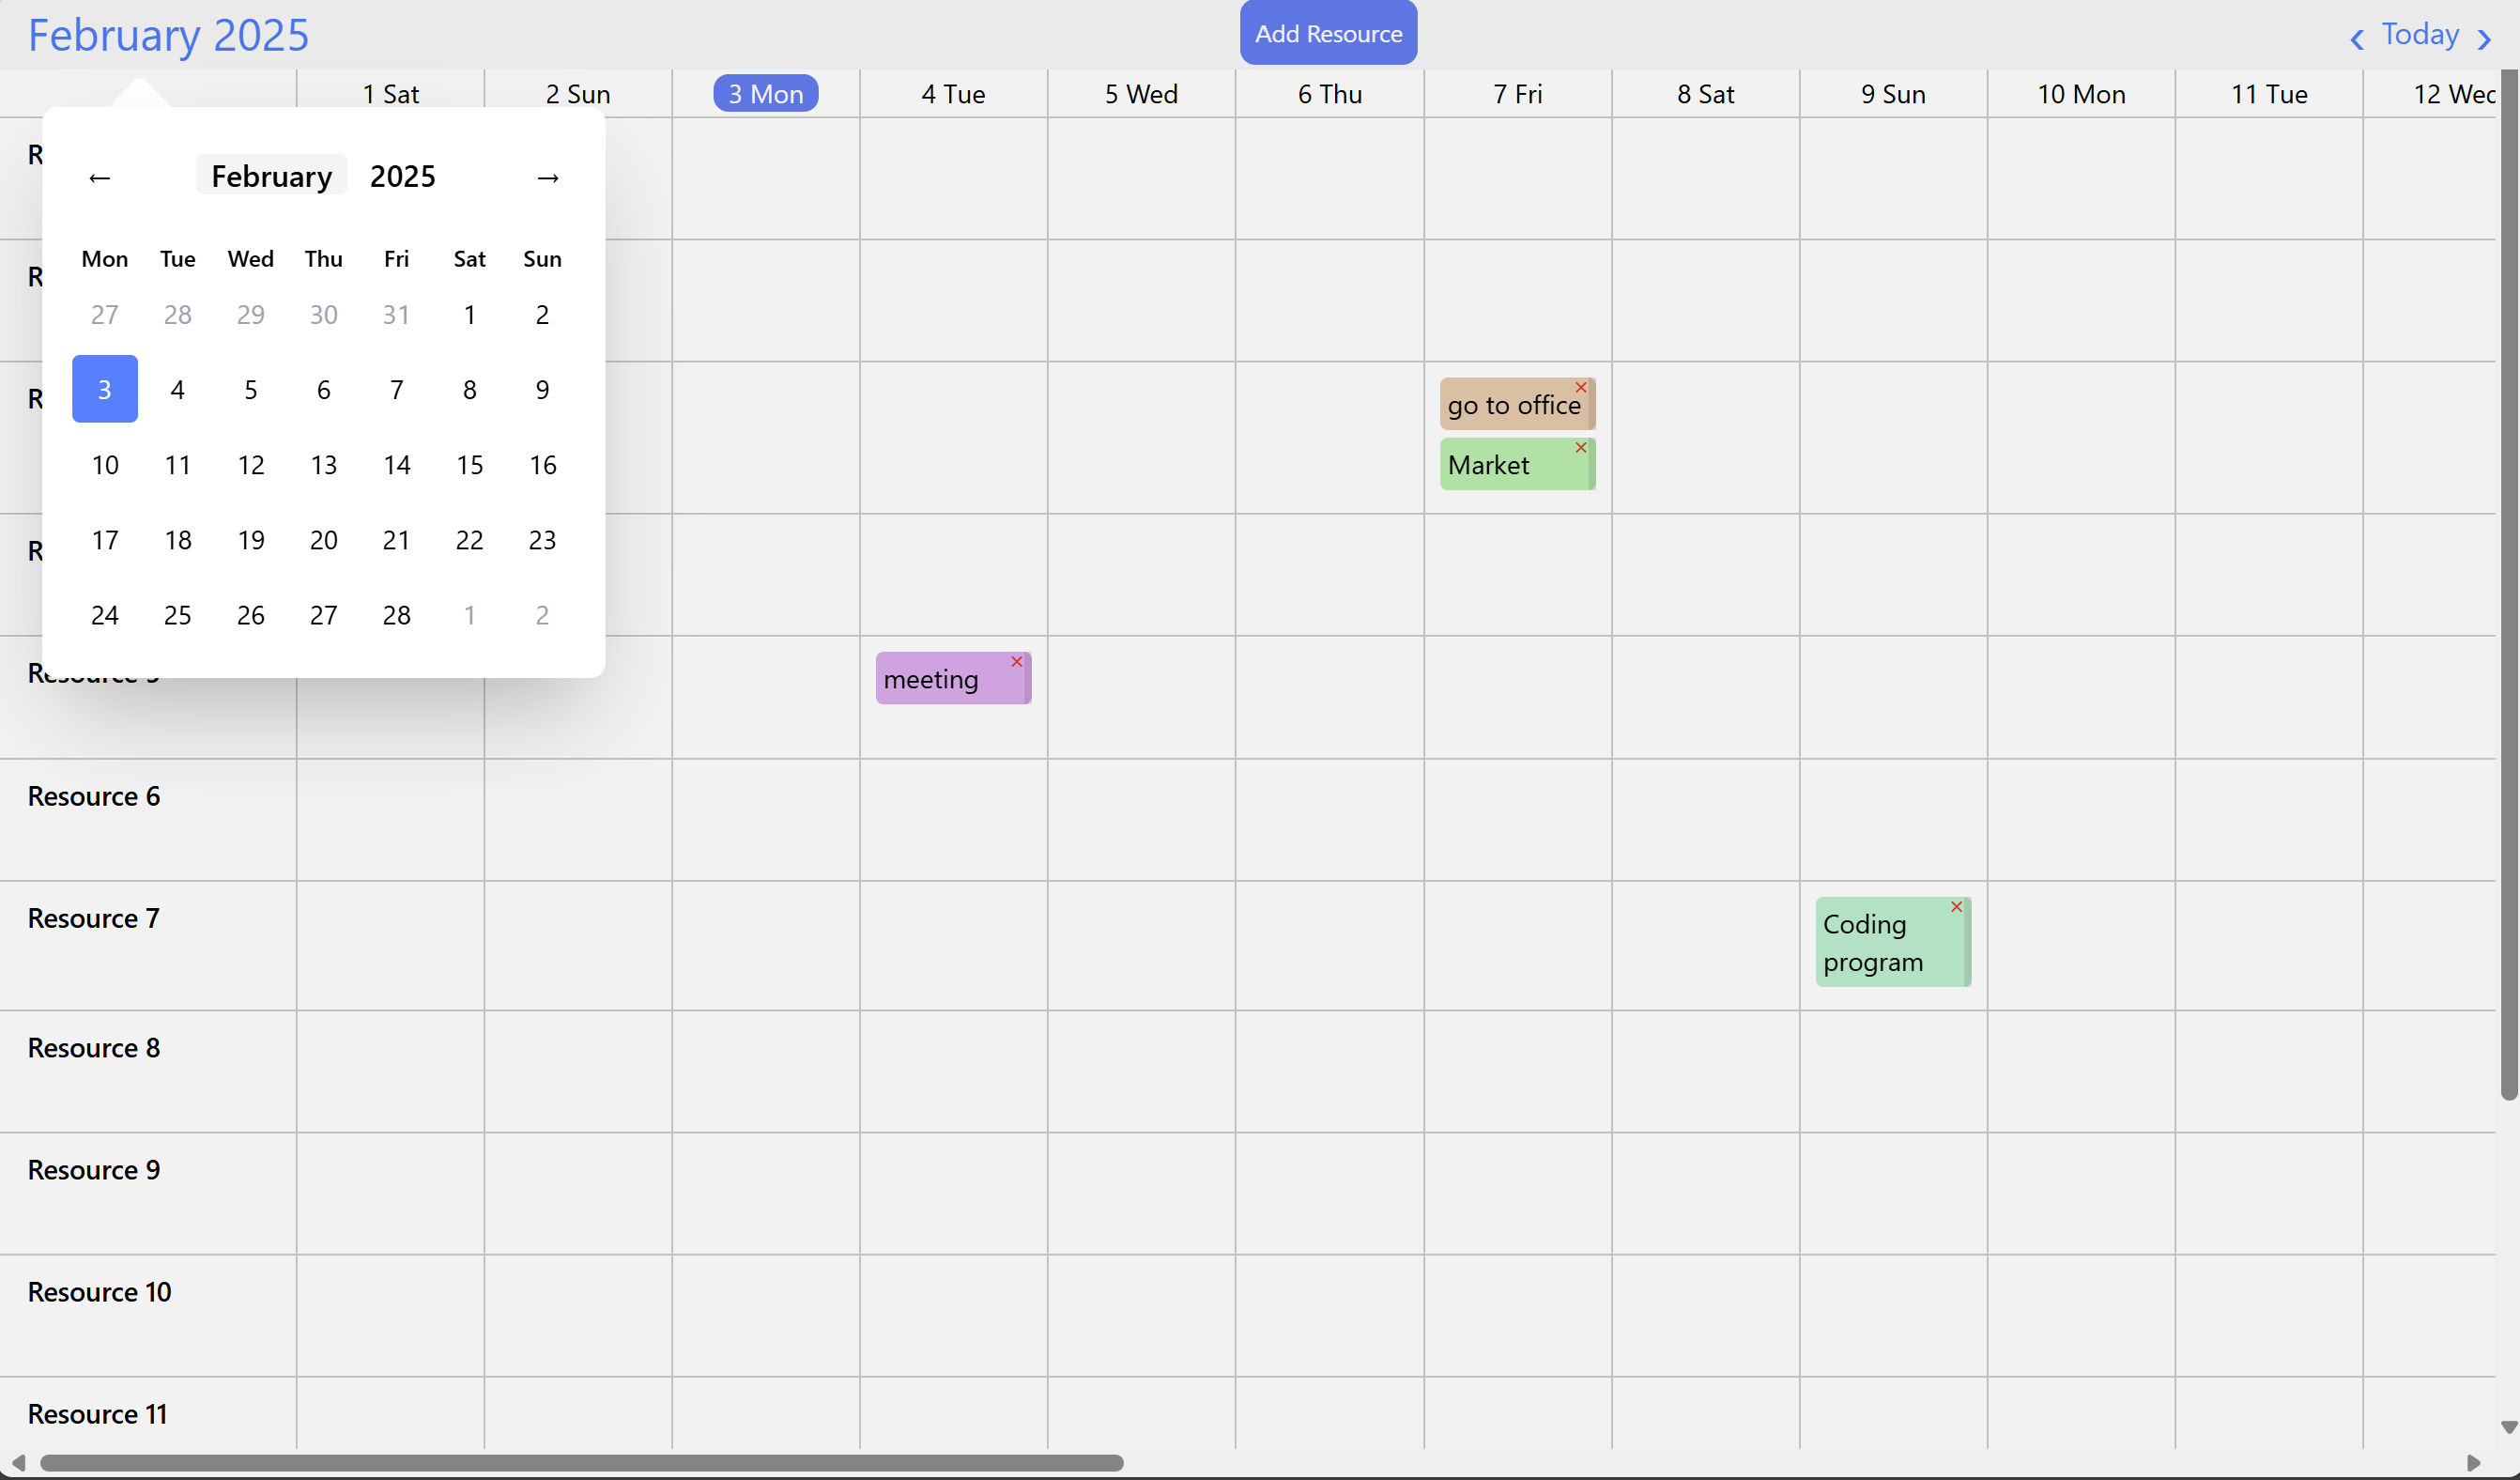 February 2025
Add Resource
Today
1 Sat 2 Sun 3 Mon 4 Tue 5 Wed 6 Thu 7 Fri 8 Sat 9 Sun 10 Mon 11 Tue 12 Wed
February 2025
Mon Tue Wed Thu Fri Sat Sun
27 28 29 30 31 1 2
3 4 5 6 7 8 9
10 11 12 13 14 15 16
17 18 19 20 21 22 23
24 25 26 27 28 1 2
go to office
Market
meeting
Resource 6
Resource 7
Coding
program
Resource 8
Resource 9
Resource 10
Resource 11